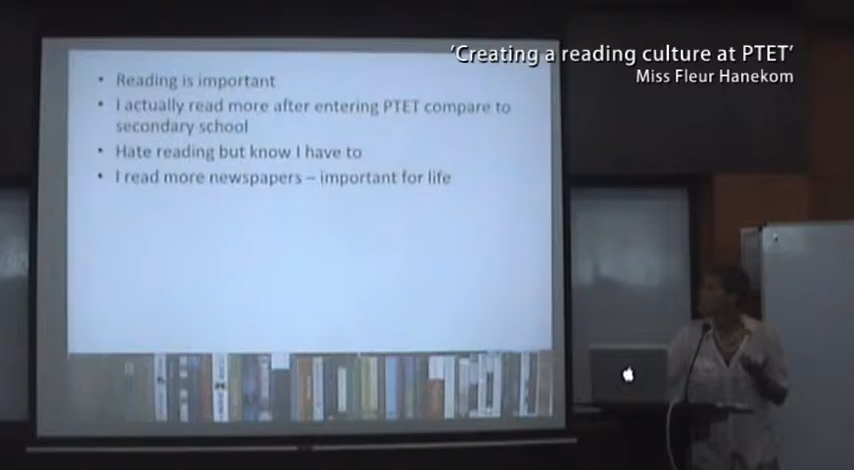 'Creating a reading culture at PTET'
Miss Fleur Hanekom
• Reading is important
• I actually read more after entering PTET compare to
secondary school
• Hate reading but know I have to
• I read more newspapers – important for life